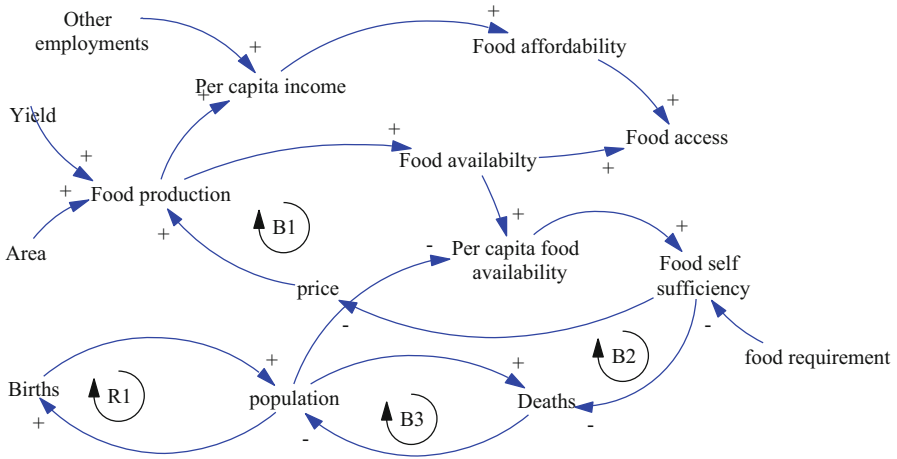 Other
employments
+
+
Food affordability
Per capita income
+
+
Yield
+
Food access
+
Food availabilty
+
+
+
Food production
+
B1
+
Per capita food
availability
-
+
Food self
sufficiency
Area
price
-
-
food requirement
B2
Births
+
R1
+
population
+
B3
-
Deaths
-